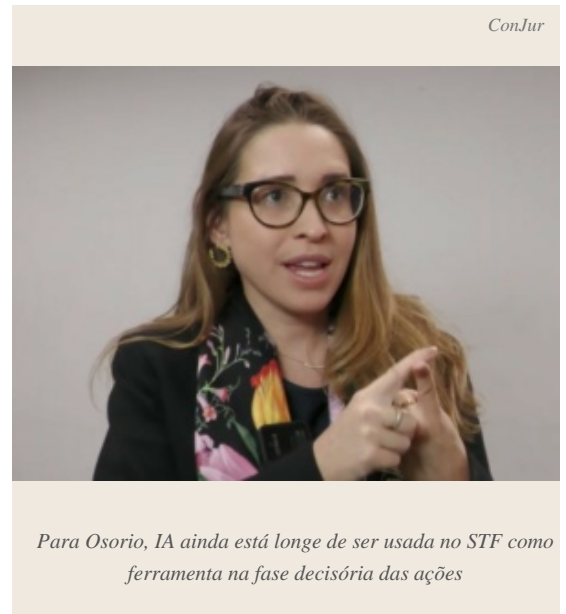 ConJur
Para Osorio, IA ainda está longe de ser usada no STF como
ferramenta na fase decisória das ações